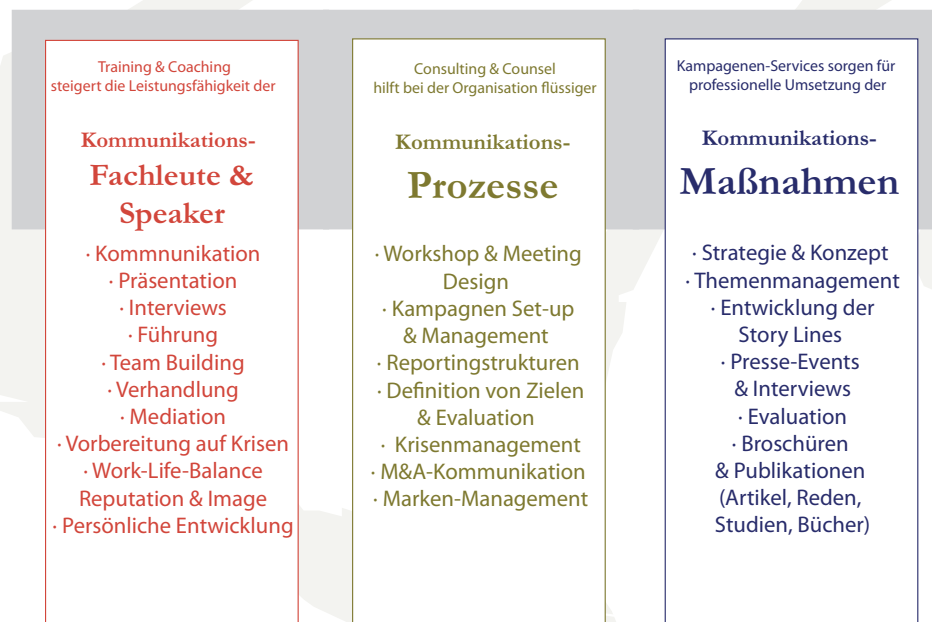 Training & Coaching
steigert die Leistungsfähigkeit der
Kommunikations-
Fachleute &
Speaker
· Kommnunikation
· Präsentation
· Interviews
· Führung
· Team Building
· Verhandlung
· Mediation
· Vorbereitung auf Krisen
· Work-Life-Balance
Reputation & Image
· Persönliche Entwicklung
Consulting & Counsel
hilft bei der Organisation flüssiger
Kommunikations-
Prozesse
· Workshop & Meeting
Design
· Kampagnen Set-up
& Management
· Reportingstrukturen
· Definition von Zielen
& Evaluation
· Krisenmanagement
· M&A-Kommunikation
· Marken-Management
Kampagenen-Services sorgen für
professionelle Umsetzung der
Kommunikations-
Maßnahmen
· Strategie & Konzept
· Themenmanagement
· Entwicklung der
Story Lines
· Presse-Events
& Interviews
· Evaluation
· Broschüren
& Publikationen
(Artikel, Reden,
Studien, Bücher)